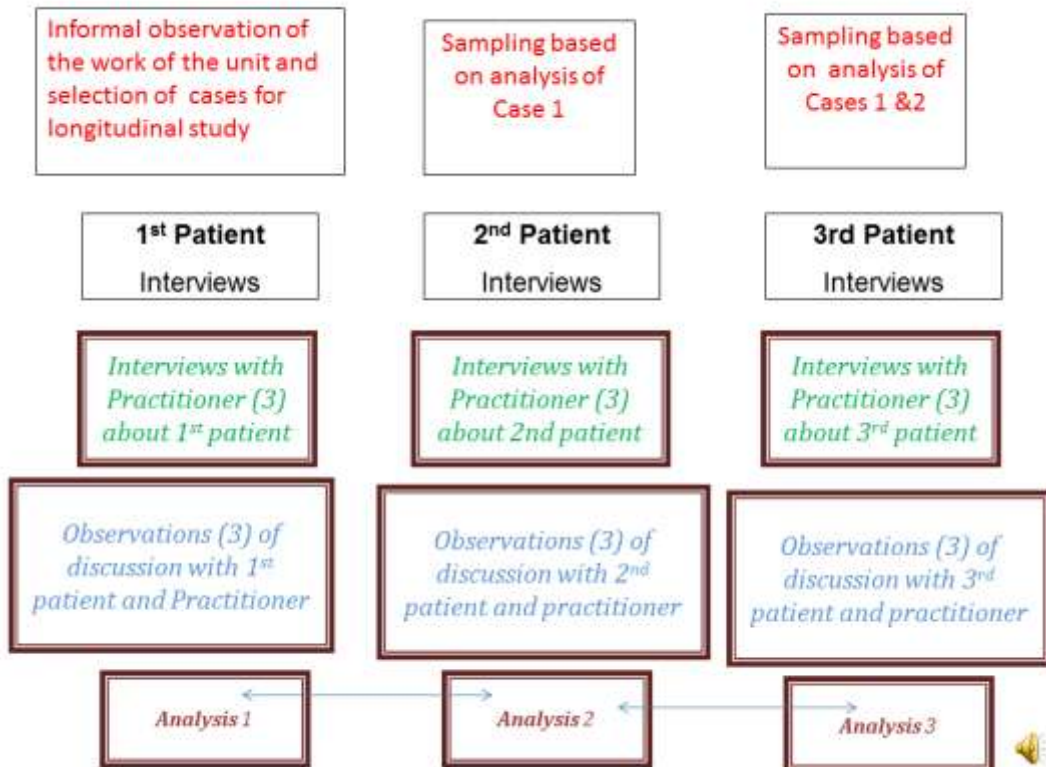 Informal observation of
the work of the unit and
selection of cases for
longitudinal study
Sampling based
on analysis of
Case 1
Sampling based
on analysis of
Cases 1 &2
1st Patient
Interviews
2nd Patient
Interviews
3rd Patient
Interviews
Interviews with
Practitioner (3)
about 1st patient
Interviews with
Practitioner (3)
about 2nd patient
Interviews with
Practitioner (3)
about 3rd patient
Observations (3) of
discussion with 1st
patient and Practitioner
Observations (3) of
discussion with 2nd
patient and practitioner
Observations (3) of
discussion with 3rd
patient and practitioner
Analysis 1
Analysis 2
Analysis 3